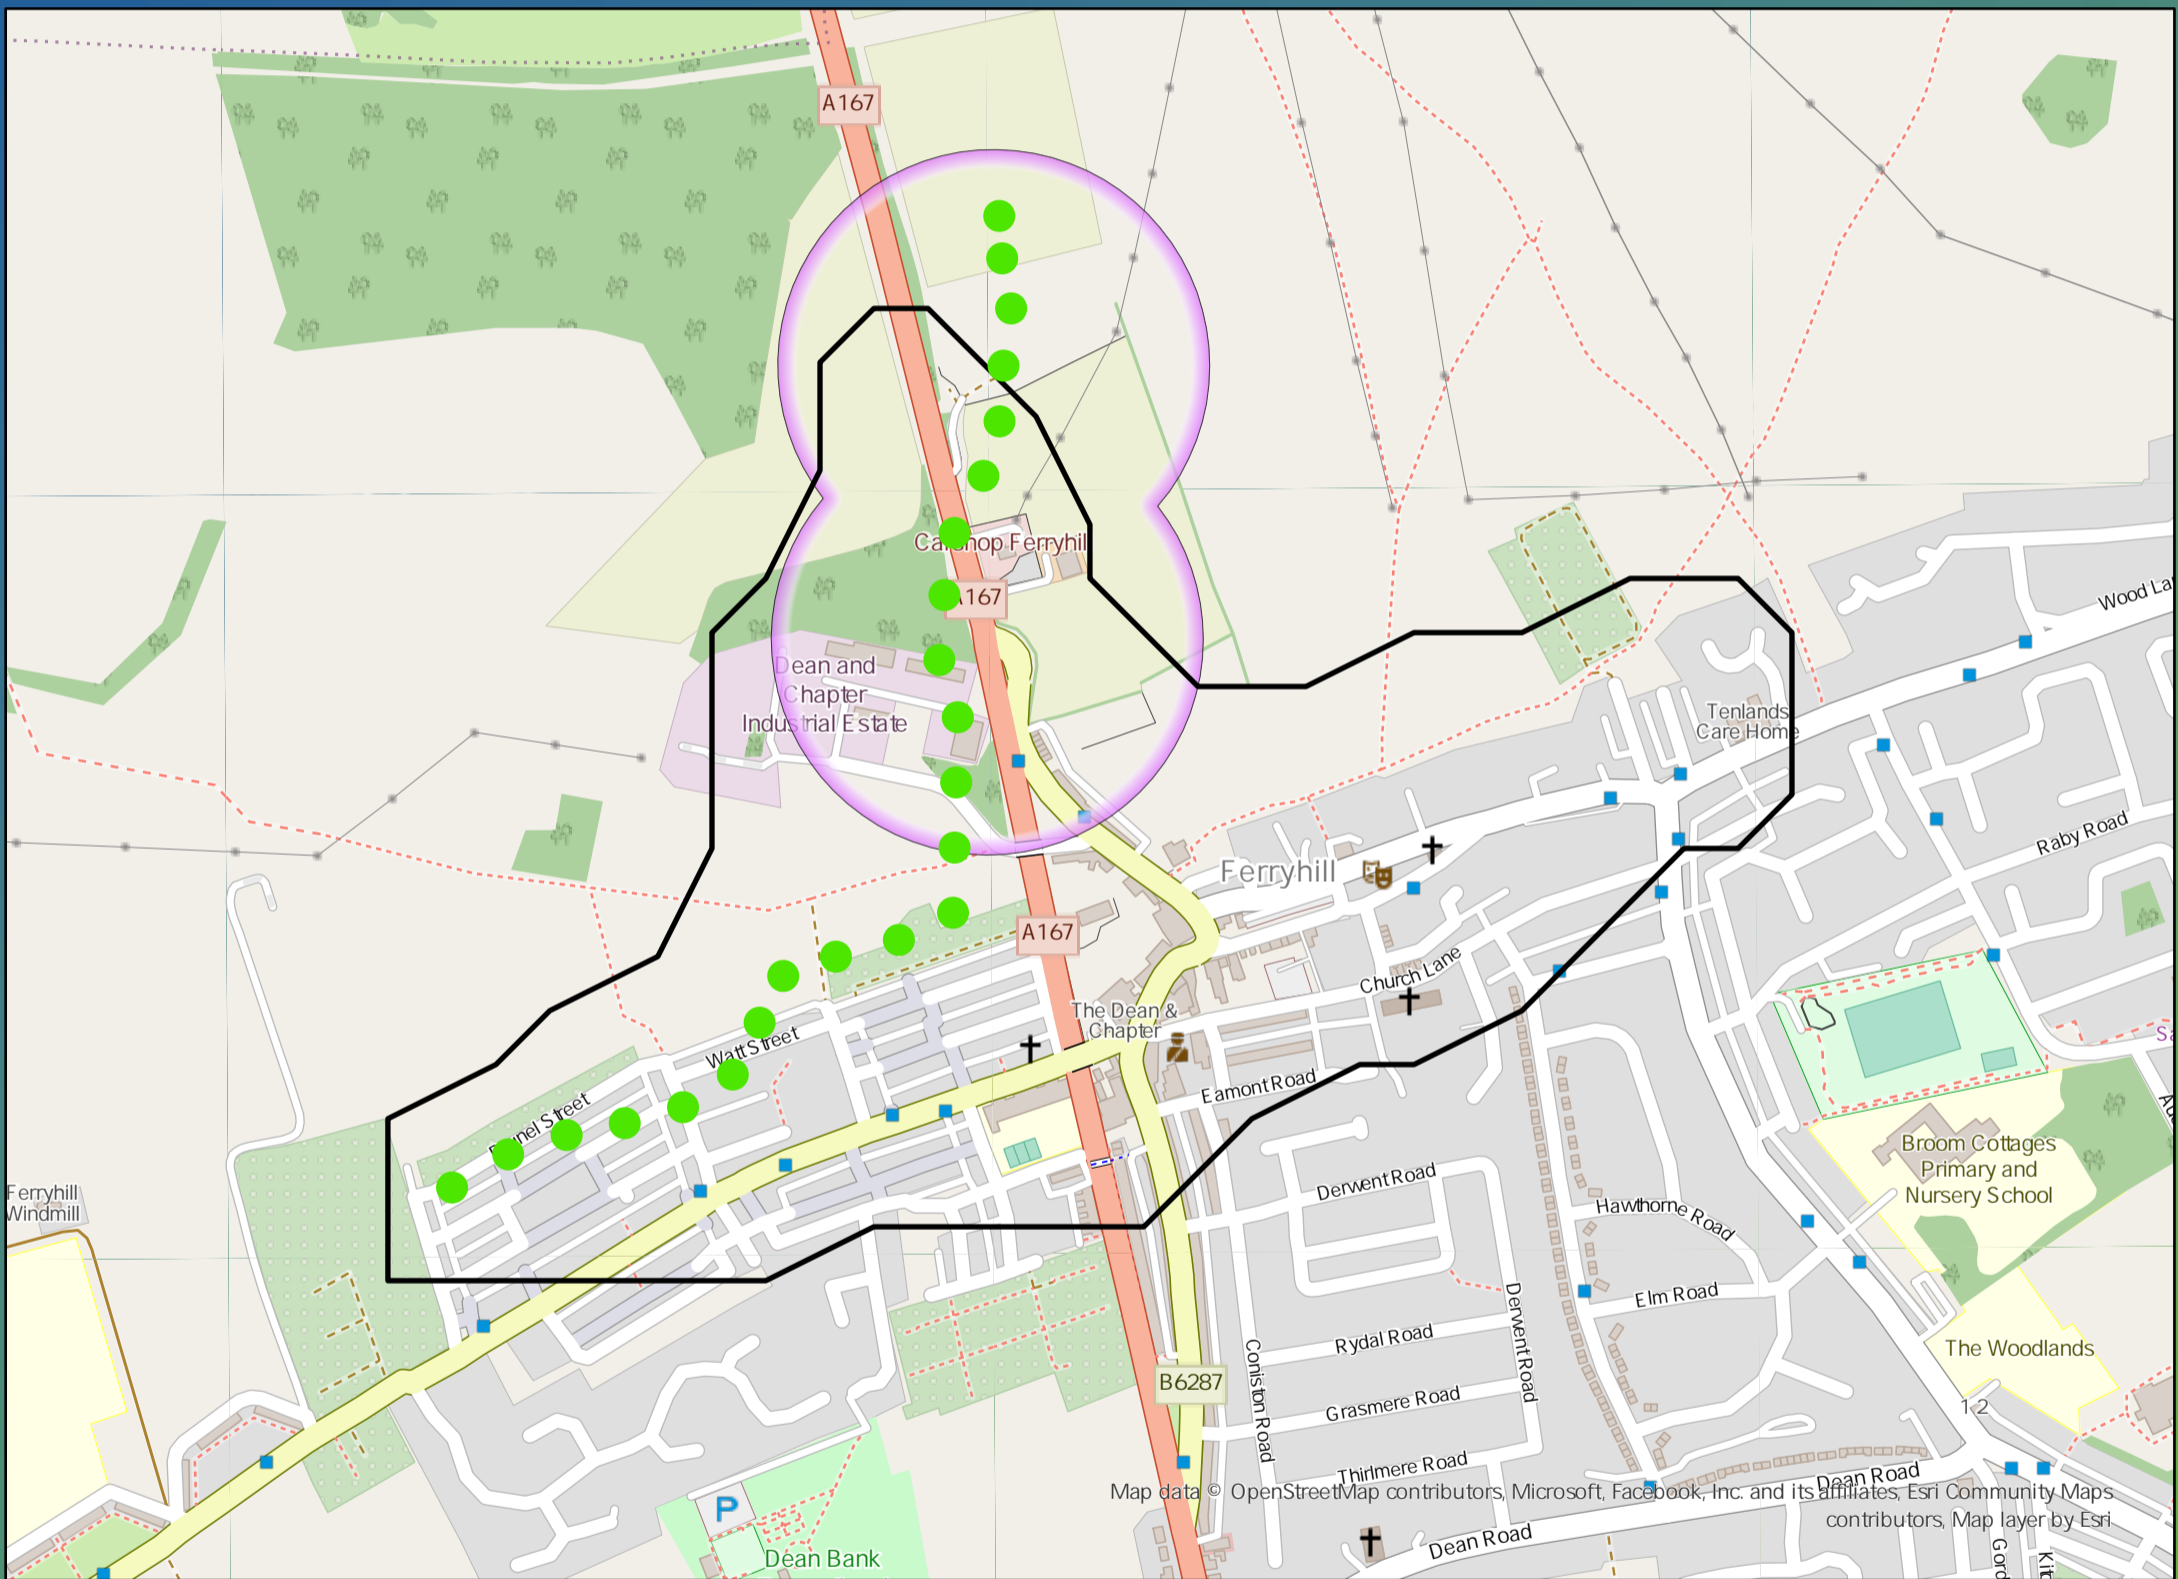 A167
Wood La
Dean and
Chapter
Industrial Estate
A167
Tenlands
Care Home
Raby Road
Ferryhill
A167
Church Lane
The Dean &
Chapter
Watt Street
Eamont Road
Broom Cottages
Primary and
Nursery School
Derwent Road
Ferryhill
Windmill
Hawthorne Road
Elm Road
Derwent Road
Rydal Road
The Woodlands
Coniston Road
B6287
Grasmere Road
12
Thirlmere Road
Dean Road
Map data © OpenStreetMap contributors, Microsoft, Facebook, Inc. and its affiliates, Esri Community Maps
contributors, Map layer by Esri
P
Dean Road
Dean Bank